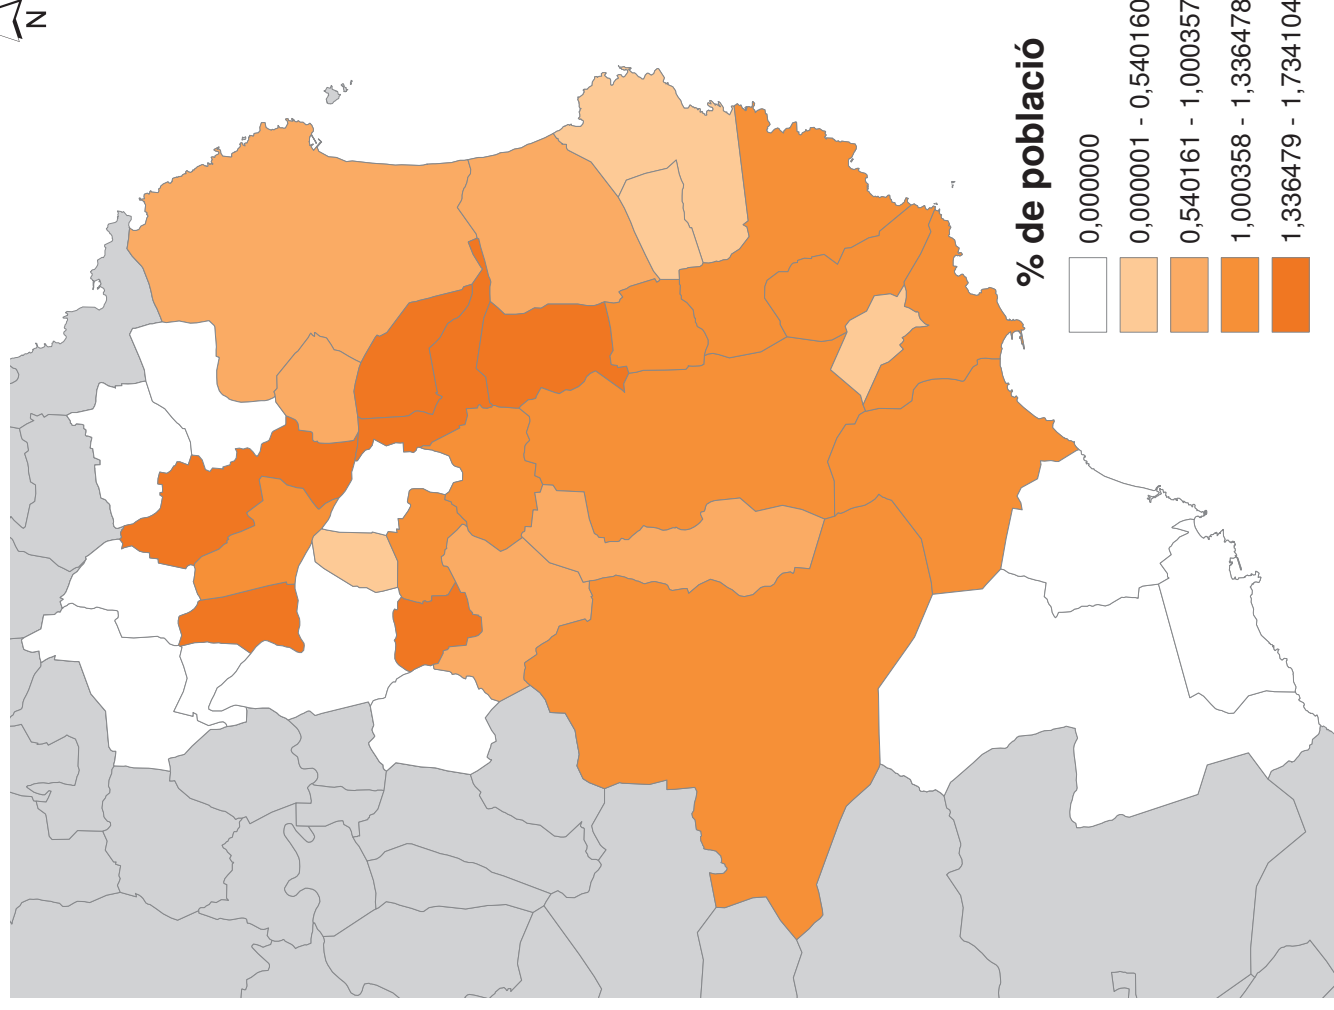 N
% de població
0,000000
0,000001 - 0,540160
0,540161 - 1,000357
1,000358 - 1,336478
1,336479 - 1,734104